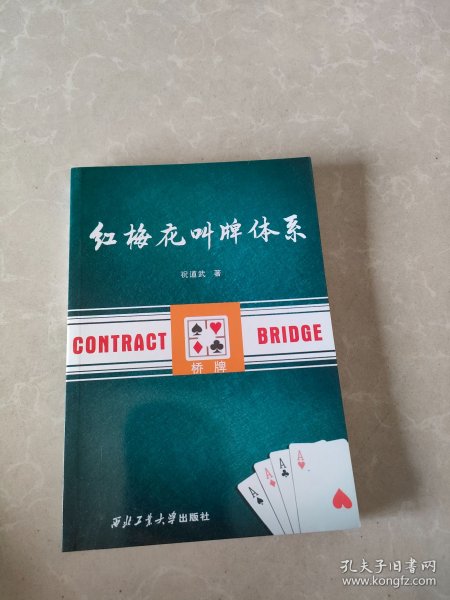 红梅花叫牌体系
祝道武 著
CONTRACT
BRIDGE
桥牌
A
A
A
A
西北工业大学出版社
孔夫子旧书网
www.kongfz.com